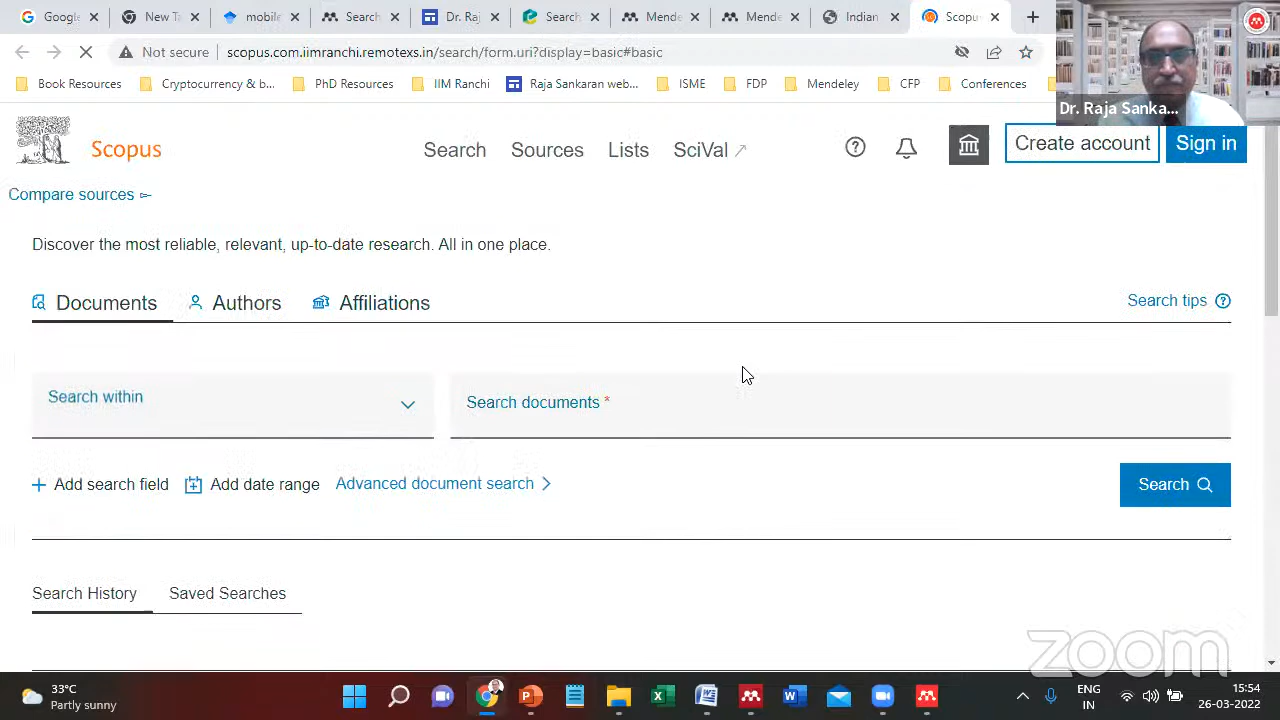 Google
New Ta
mobile
Search
Dr. Raj
Search
Mende
Mende
Indian
Scopus
Not secure
scopus.com.iimranchi.remotexs.in/search/form.uri?display=basic#basic
Book Resources
Cryptocurrency & b...
PhD Resources
IIM Ranchi
Raja Sankaran web...
ISME
FDP
Mendeley
CFP
Conferences
Dr. Raja Sanka...
Scopus
Search
Sources
Lists
SciVal
Create account
Sign in
Compare sources
Discover the most reliable, relevant, up-to-date research. All in one place.
Documents
Authors
Affiliations
Search tips
Search within
Search documents *
Add search field
Add date range
Advanced document search
Search
Search History
Saved Searches
zoom
33°C
Partly sunny
ENG
IN
15:54
26-03-2022